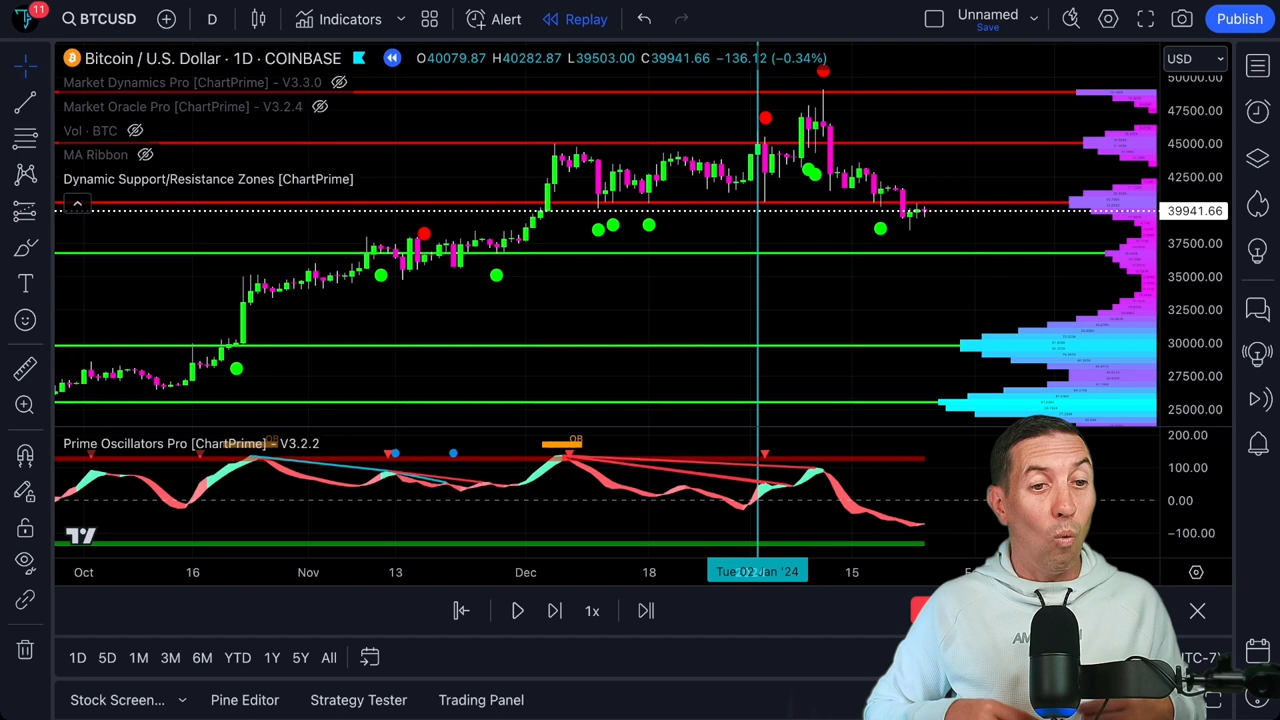 11
BTCUSD
D
Indicators
Alert
Replay
Unnamed
Save
Publish
Bitcoin / U.S. Dollar · 1D · COINBASE
O40079.87 H40282.87 L39503.00 C39941.66 −136.12 (−0.34%)
USD
Market Dynamics Pro [ChartPrime] - V3.3.0
Market Oracle Pro [ChartPrime] - V3.2.4
Vol · BTC
MA Ribbon
Dynamic Support/Resistance Zones [ChartPrime]
50000.00
47500.00
45000.00
42500.00
39941.66
37500.00
35000.00
32500.00
30000.00
27500.00
25000.00
Prime Oscillators Pro [ChartPrime] - V3.2.2
OB
OB
200.00
100.00
0.00
−100.00
Oct
16
Nov
13
Dec
18
Tue 02 Jan '24
15
1x
1D
5D
1M
3M
6M
YTD
1Y
5Y
All
Stock Screen...
Pine Editor
Strategy Tester
Trading Panel